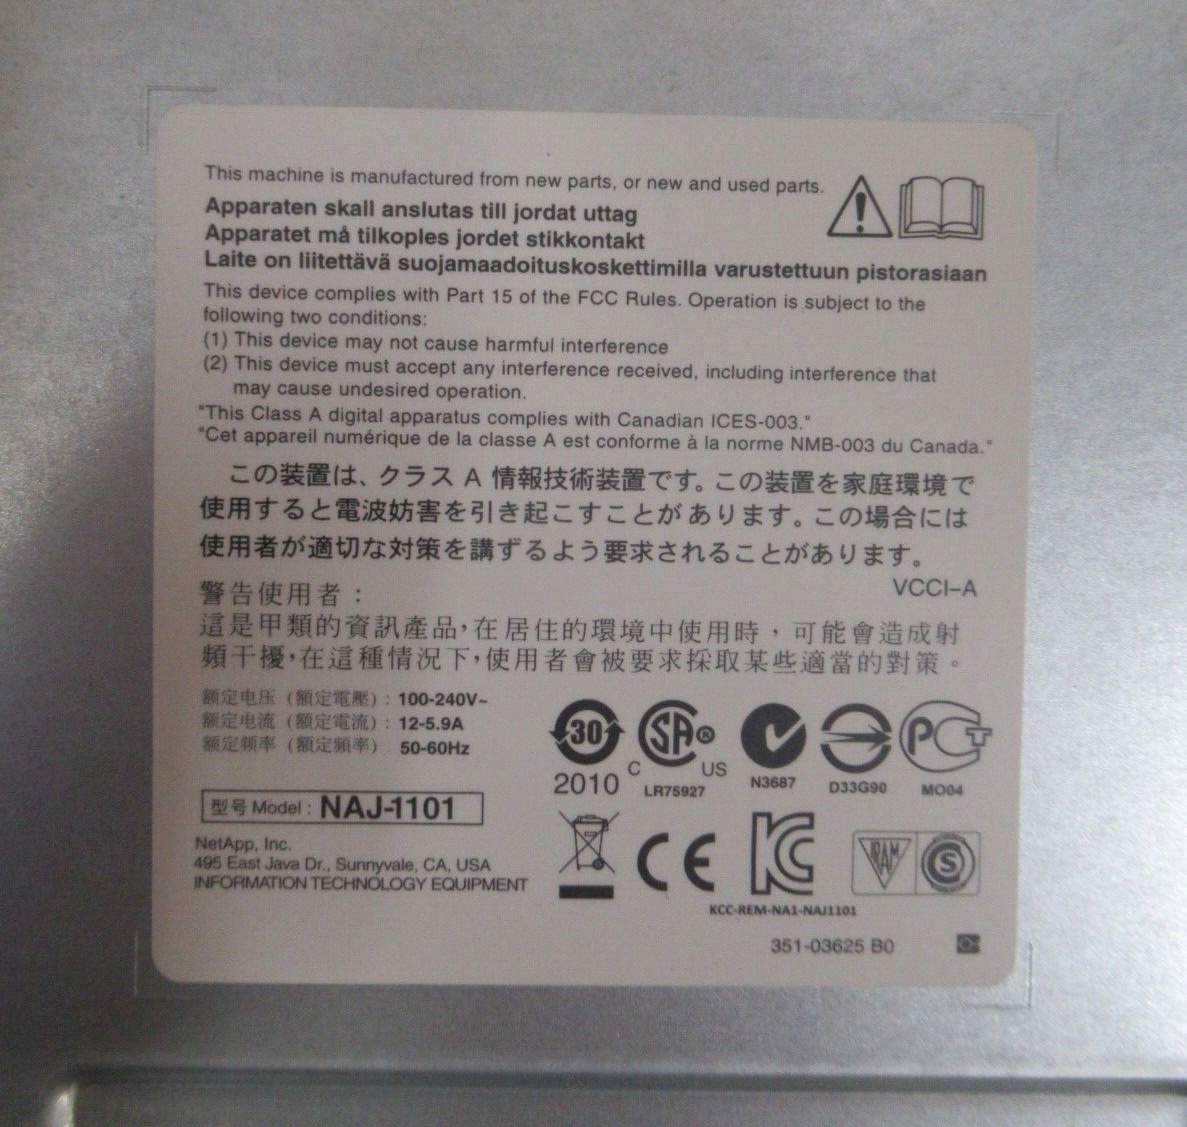 This machine is manufactured from new parts, or new and used parts.
Apparaten skall anslutas till jordat uttag
Apparatet må tilkoples jordet stikkontakt
Laite on liitettävä suojamaadoituskoskettimilla varustettuun pistorasiaan
This device complies with Part 15 of the FCC Rules. Operation is subject to the
following two conditions:
(1) This device may not cause harmful interference
(2) This device must accept any interference received, including interference that
may cause undesired operation.
"This Class A digital apparatus complies with Canadian ICES-003."
"Cet appareil numérique de la classe A est conforme à la norme NMB-003 du Canada."
この装置は、クラス A 情報技術装置です。この装置を家庭環境で
使用すると電波妨害を引き起こすことがあります。この場合には
使用者が適切な対策を講ずるよう要求されることがあります。
VCCI-A
警告使用者：
這是甲類的資訊產品，在居住的環境中使用時，可能會造成射
頻干擾，在這種情況下，使用者會被要求採取某些適當的對策。
额定电压（額定電壓）: 100-240V~
额定电流（額定電流）: 12-5.9A
额定频率（額定頻率） 50-60Hz
30
2010
C SA ® US
LR75927
N3687
D33G90
PCT
MO04
型号 Model : NAJ-1101
NetApp, Inc.
495 East Java Dr., Sunnyvale, CA, USA
INFORMATION TECHNOLOGY EQUIPMENT
CE
KC
IRAM
S
KCC-REM-NA1-NAJ1101
351-03625 B0